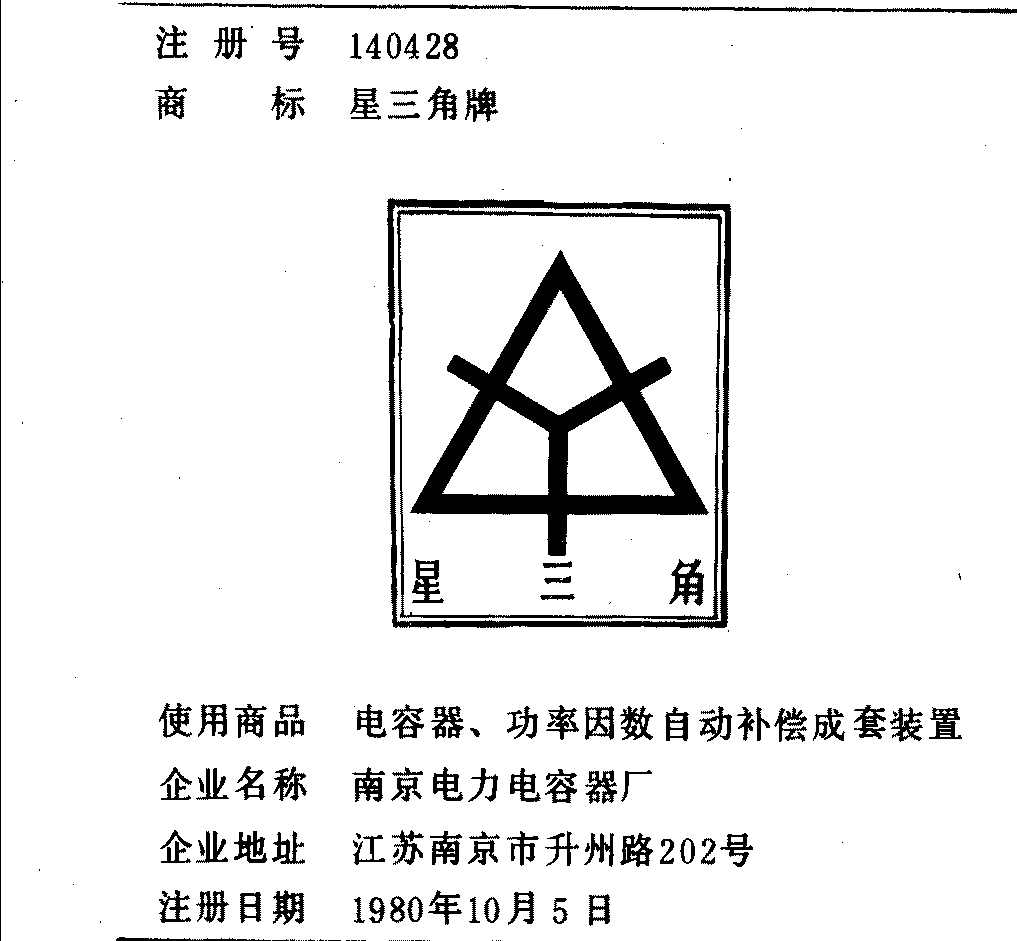 注册号 140428
商标 星三角牌
星三角
使用商品 电容器、功率因数自动补偿成套装置
企业名称 南京电力电容器厂
企业地址 江苏南京市升州路202号
注册日期 1980年10月5日